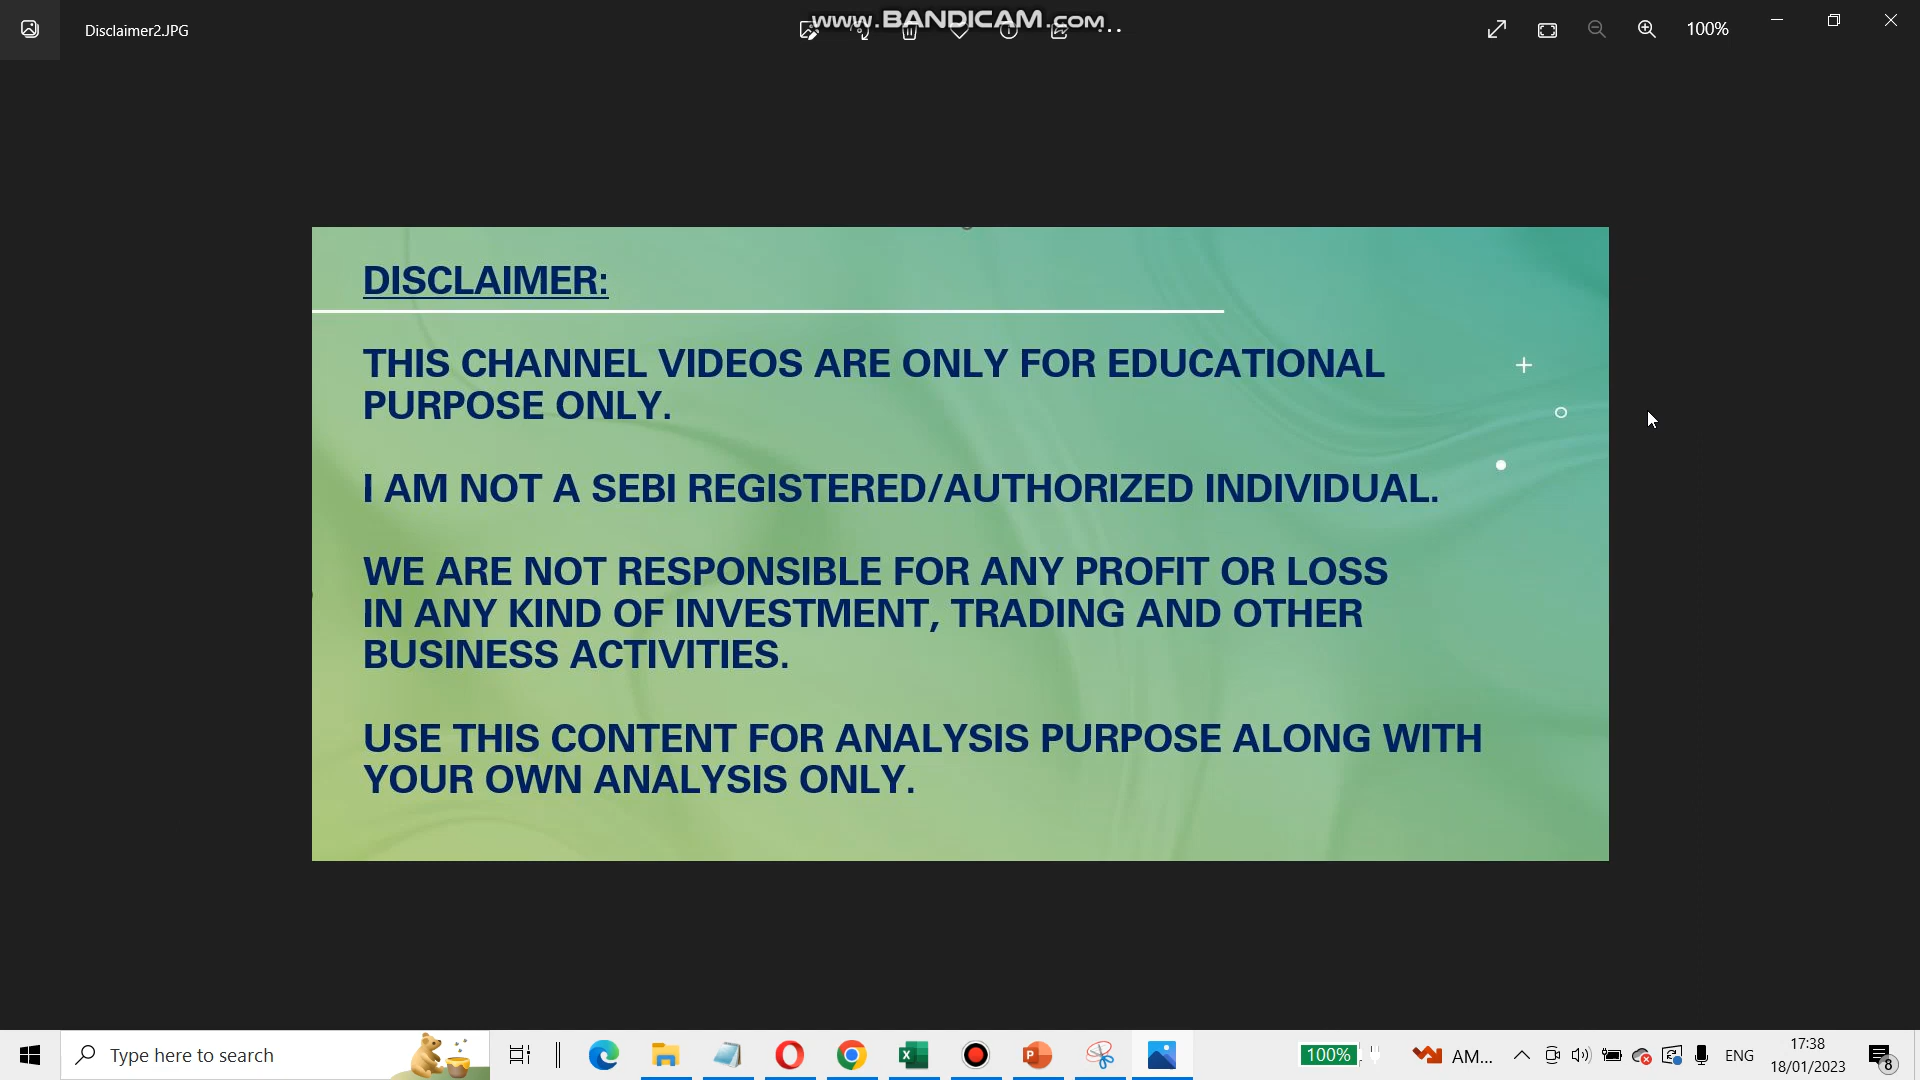 Disclaimer2.JPG
www.BANDICAM.COM
100%
DISCLAIMER:
THIS CHANNEL VIDEOS ARE ONLY FOR EDUCATIONAL
PURPOSE ONLY.
I AM NOT A SEBI REGISTERED/AUTHORIZED INDIVIDUAL.
WE ARE NOT RESPONSIBLE FOR ANY PROFIT OR LOSS
IN ANY KIND OF INVESTMENT, TRADING AND OTHER
BUSINESS ACTIVITIES.
USE THIS CONTENT FOR ANALYSIS PURPOSE ALONG WITH
YOUR OWN ANALYSIS ONLY.
Type here to search
100%
AM...
ENG
17:38
18/01/2023
8